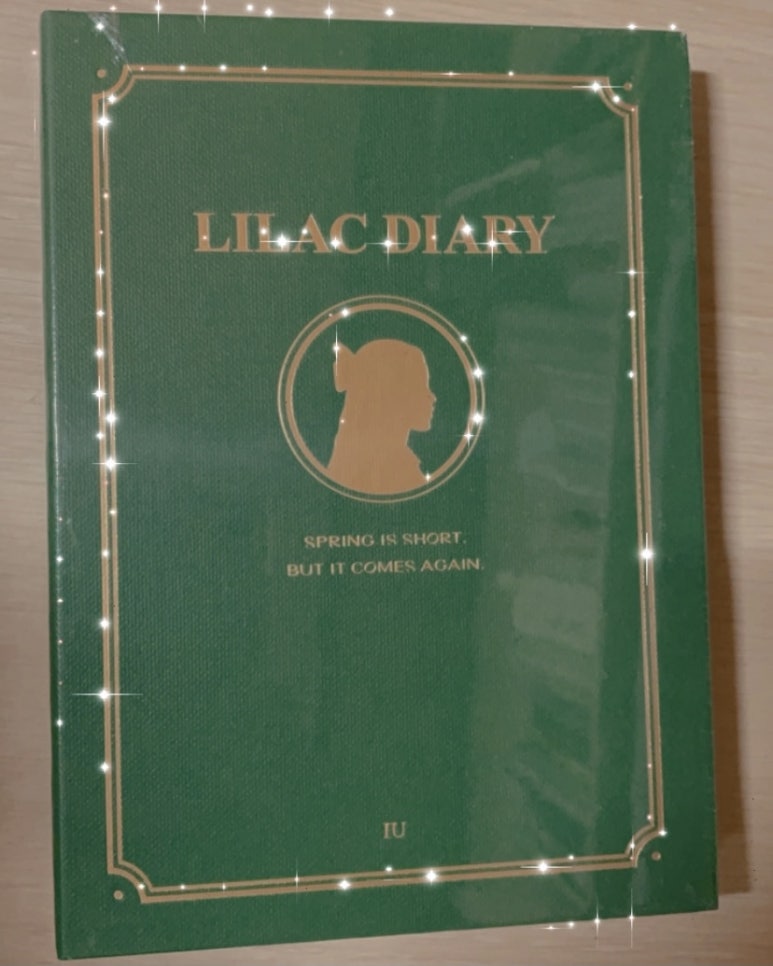 LILAC DIARY
SPRING IS SHORT.
BUT IT COMES AGAIN.
IU